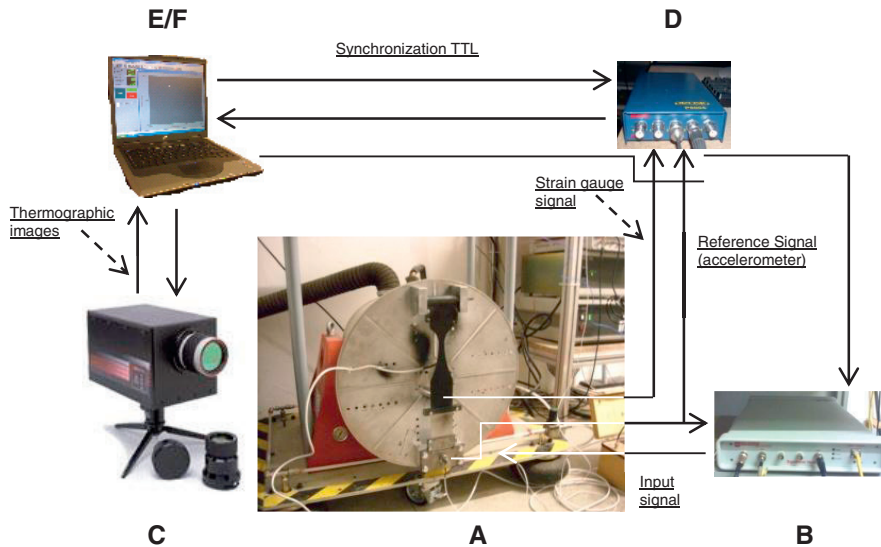 E/F
D
Synchronization TTL
Strain gauge
signal
Thermographic
images
Reference Signal
(accelerometer)
Input
signal
C
A
B